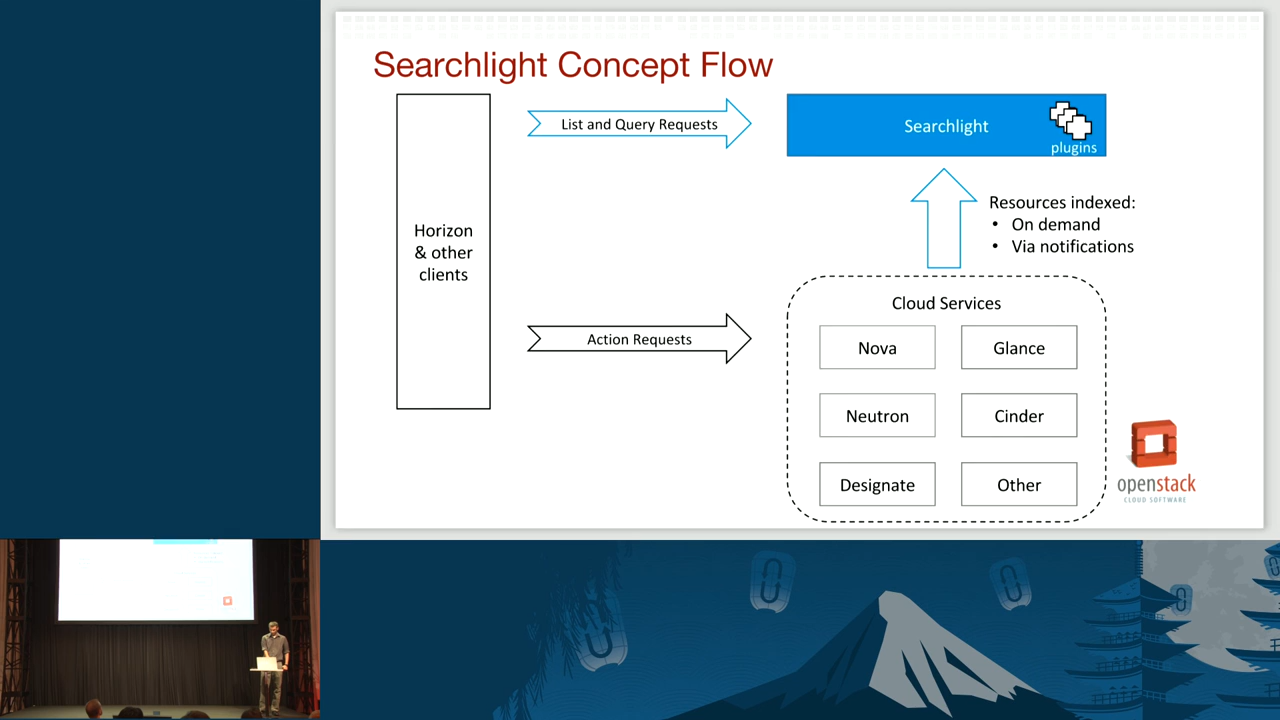 Searchlight Concept Flow
Horizon
& other
clients
List and Query Requests
Searchlight
plugins
Resources indexed:
• On demand
• Via notifications
Action Requests
Cloud Services
Nova
Glance
Neutron
Cinder
Designate
Other
openstack
CLOUD SOFTWARE